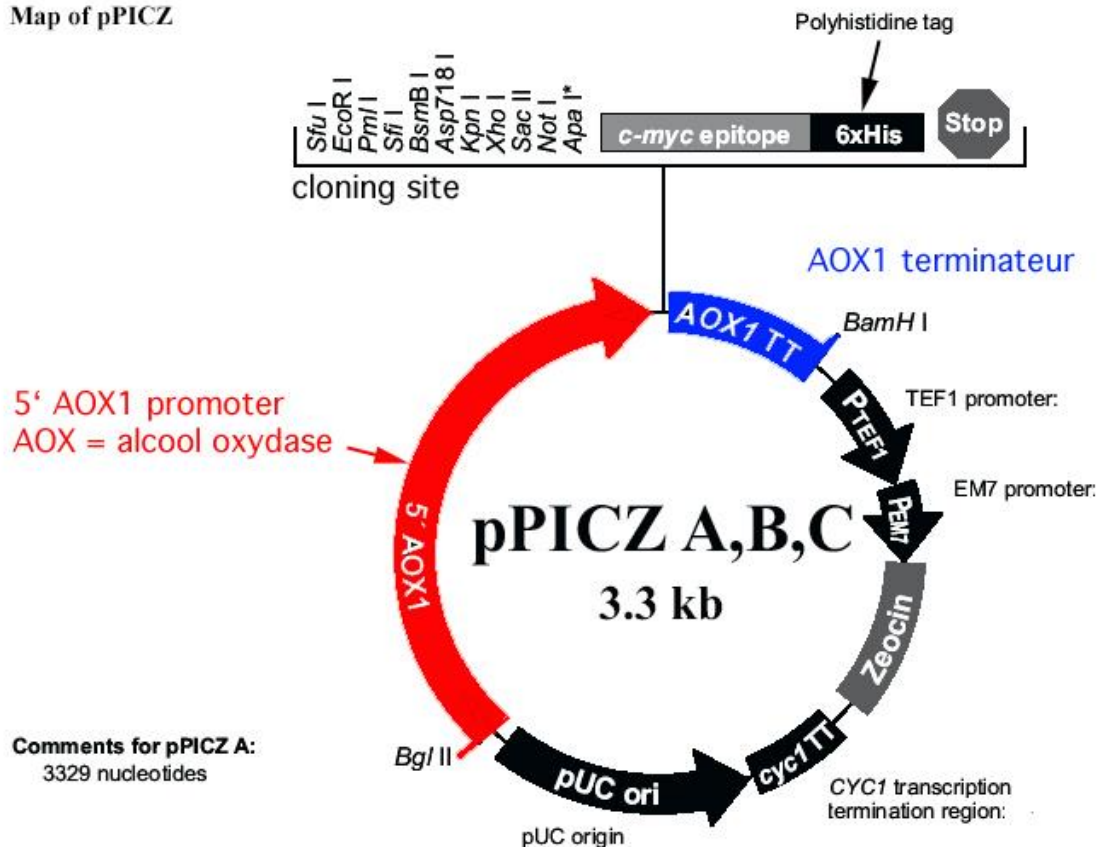 Map of pPICZ
Polyhistidine tag
Sfu I
EcoR I
Pml I
Sfi I
BsmB I
Asp718 I
Kpn I
Xho I
Sac II
Not I
Apa I*
c-myc epitope
6xHis
Stop
cloning site
AOX1 terminateur
AOX1 TT
BamH I
5‘ AOX1 promoter
AOX = alcool oxydase
TEF1 promoter:
PTEF1
EM7 promoter:
PEM7
5´ AOX1
pPICZ A,B,C
3.3 kb
Zeocin
Comments for pPICZ A:
3329 nucleotides
Bgl II
pUC ori
cyc1 TT
CYC1 transcription
termination region:
pUC origin